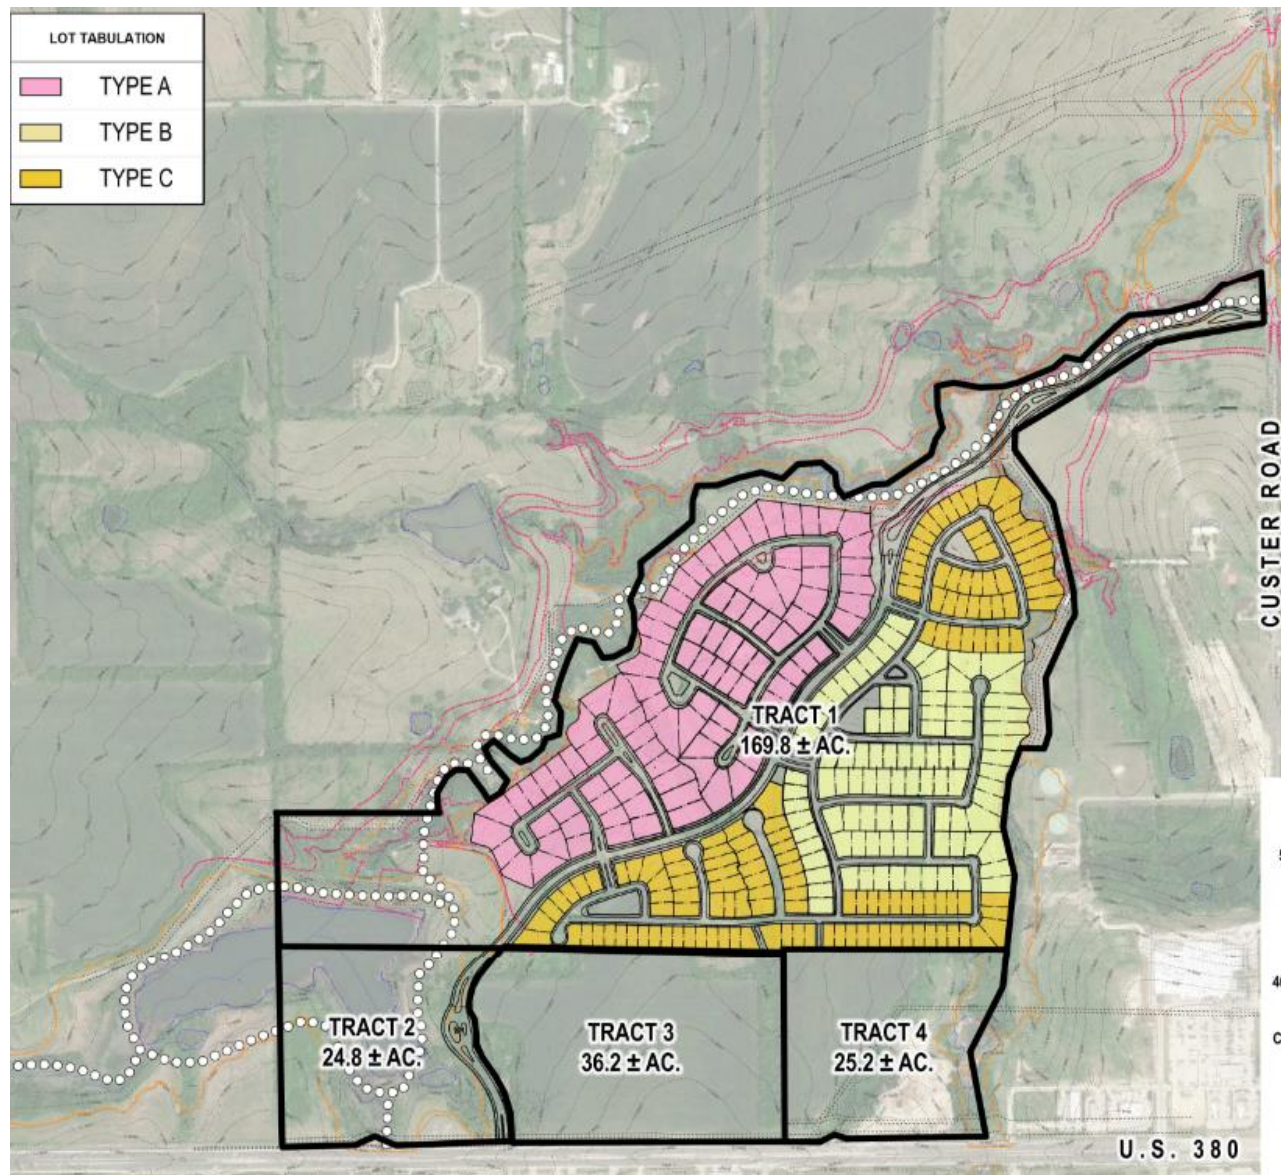 LOT TABULATION
TYPE A
TYPE B
TYPE C
CUSTER ROAD
TRACT 1
169.8 ± AC.
TRACT 2
24.8 ± AC.
TRACT 3
36.2 ± AC.
TRACT 4
25.2 ± AC.
U.S. 380